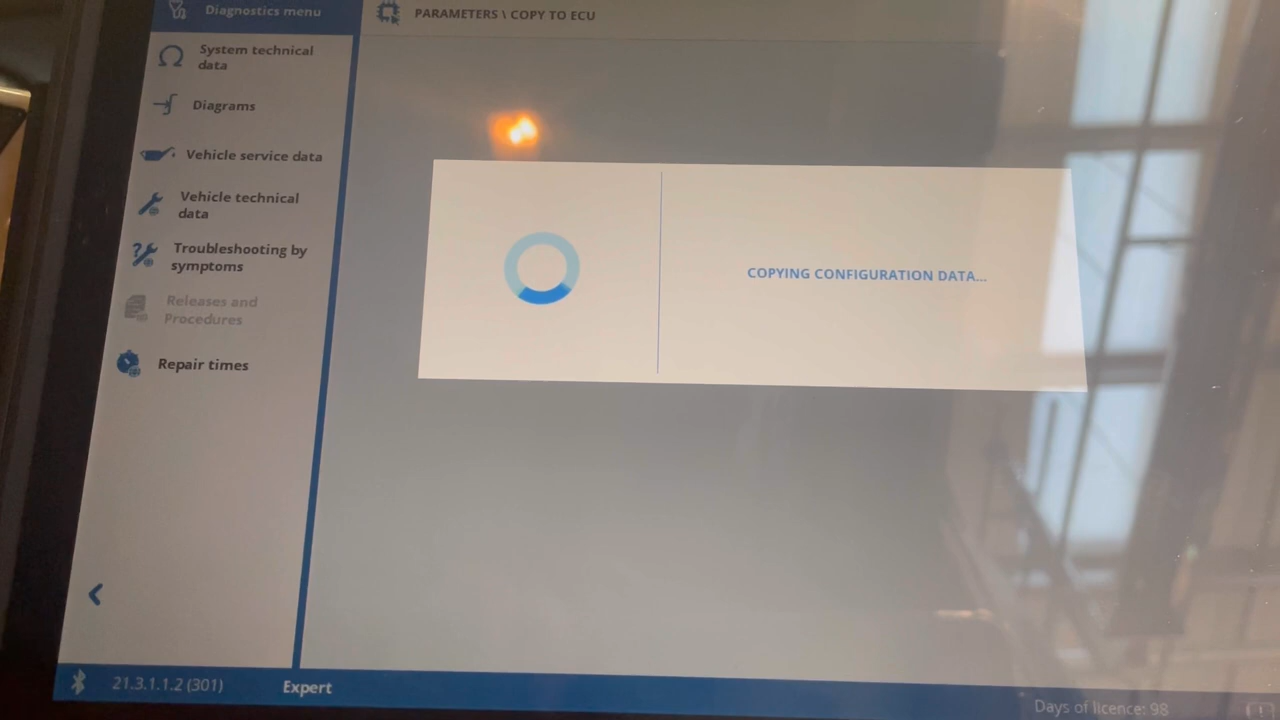 Diagnostics menu
PARAMETERS \ COPY TO ECU
System technical
data
Diagrams
Vehicle service data
Vehicle technical
data
Troubleshooting by
symptoms
Releases and
Procedures
Repair times
COPYING CONFIGURATION DATA...
21.3.1.1.2 (301)
Expert
Days of licence: 98